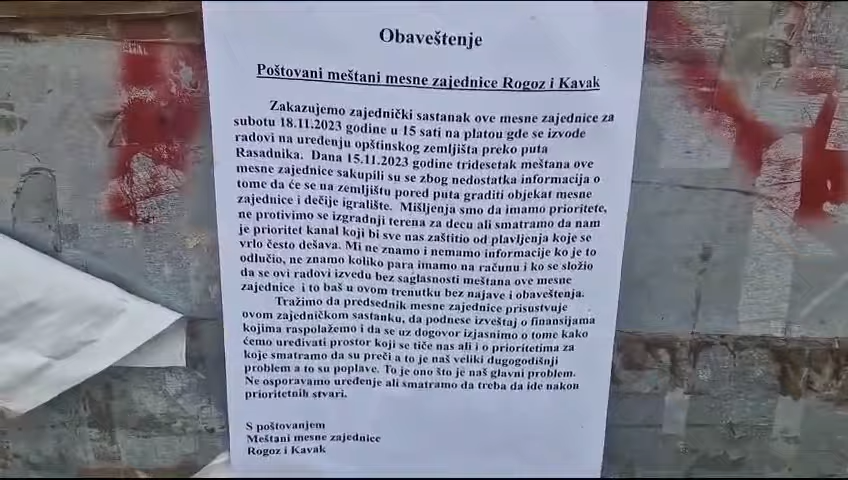 Obaveštenje
Poštovani meštani mesne zajednice Rogoz i Kavak
Zakazujemo zajednički sastanak ove mesne zajednice za
subotu 18.11.2023 godine u 15 sati na platou gde se izvode
radovi na uređenju opštinskog zemljišta preko puta
Rasadnika. Dana 15.11.2023 godine tridesetak meštana ove
mesne zajednice sakupili su se zbog nedostatka informacija o
tome da će se na zemljištu pored puta graditi objekat mesne
zajednice i dečije igralište. Mišljenja smo da imamo prioritete,
ne protivimo se izgradnji terena za decu ali smatramo da nam
je prioritet kanal koji bi sve nas zaštitio od plavljenja koje se
vrlo često dešava. Mi ne znamo i nemamo informacije ko je to
odlučio, ne znamo koliko para imamo na računu i ko se složio
da se ovi radovi izvedu bez saglasnosti meštana ove mesne
zajednice i to baš u ovom trenutku bez najave i obaveštenja.
Tražimo da predsednik mesne zajednice prisustvuje
ovom zajedničkom sastanku, da podnese izveštaj o finansijama
kojima raspolažemo i da se uz dogovor izjasnimo o tome kako
ćemo uređivati prostor koji se tiče nas ali i o prioritetima za
koje smatramo da su preči a to je naš veliki dugogodišnji
problem a to su poplave. To je ono što je naš glavni problem.
Ne osporavamo uređenje ali smatramo da treba da ide nakon
prioritetnih stvari.
S poštovanjem
Meštani mesne zajednice
Rogoz i Kavak